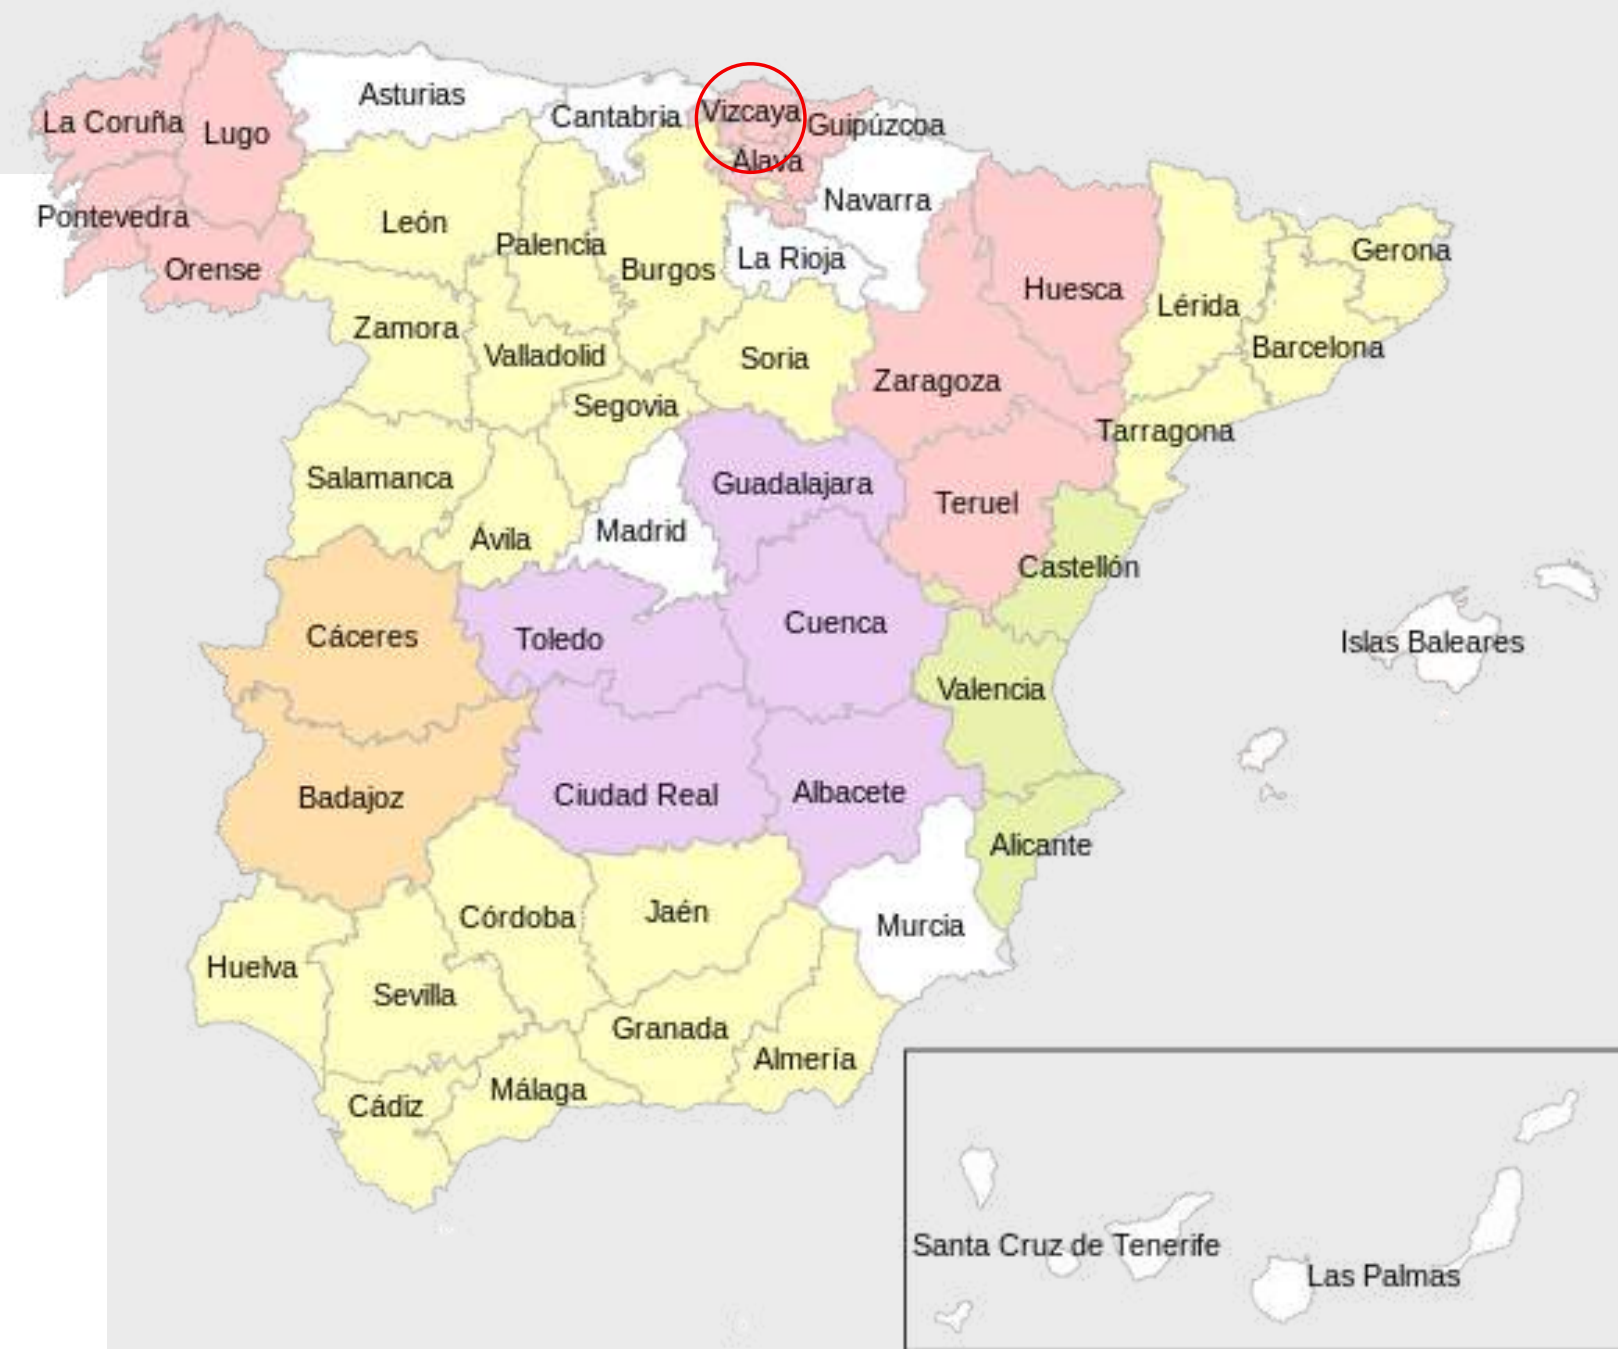 Asturias
Cantabria
Vizcaya
Guipúzcoa
La Coruña
Lugo
Álava
Navarra
Pontevedra
León
Palencia
Orense
Burgos
La Rioja
Huesca
Gerona
Lérida
Zamora
Valladolid
Soria
Barcelona
Zaragoza
Segovia
Tarragona
Salamanca
Guadalajara
Teruel
Ávila
Madrid
Castellón
Cáceres
Toledo
Cuenca
Islas Baleares
Valencia
Badajoz
Ciudad Real
Albacete
Alicante
Córdoba
Jaén
Murcia
Huelva
Sevilla
Granada
Almería
Málaga
Cádiz
Santa Cruz de Tenerife
Las Palmas